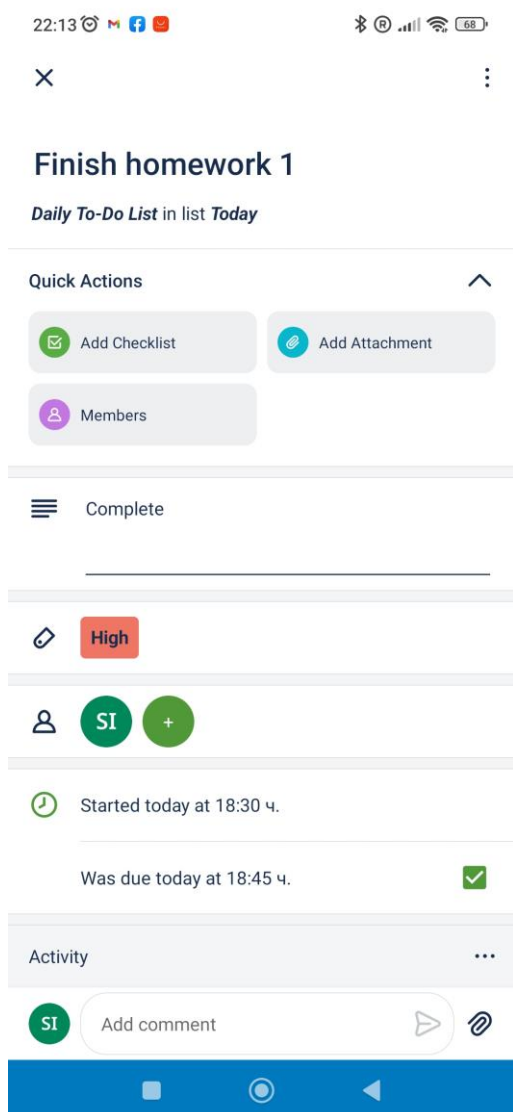 22:13
68
Finish homework 1
Daily To-Do List in list Today
Quick Actions
Add Checklist
Add Attachment
Members
Complete
High
SI +
Started today at 18:30 ч.
Was due today at 18:45 ч.
Activity
SI Add comment